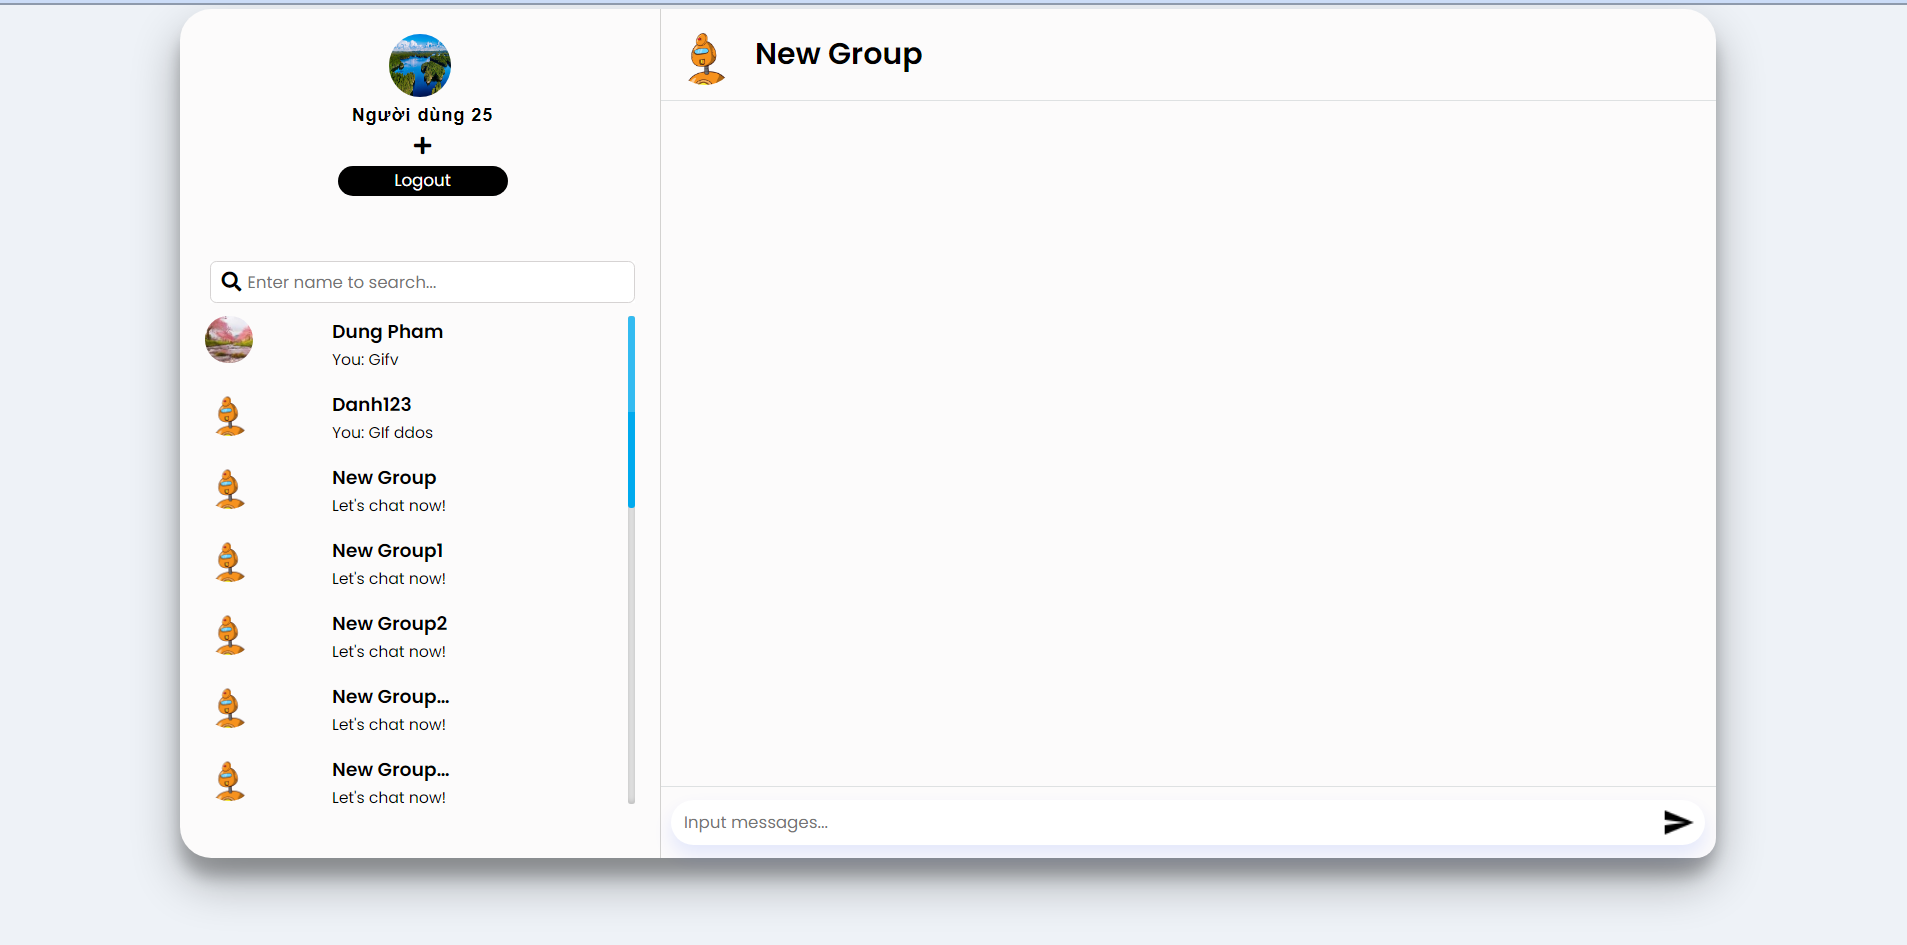 Người dùng 25
Logout
Enter name to search...
Dung Pham
You: Gifv
Danh123
You: GIf ddos
New Group
Let's chat now!
New Group1
Let's chat now!
New Group2
Let's chat now!
New Group...
Let's chat now!
New Group...
Let's chat now!
New Group
Input messages...